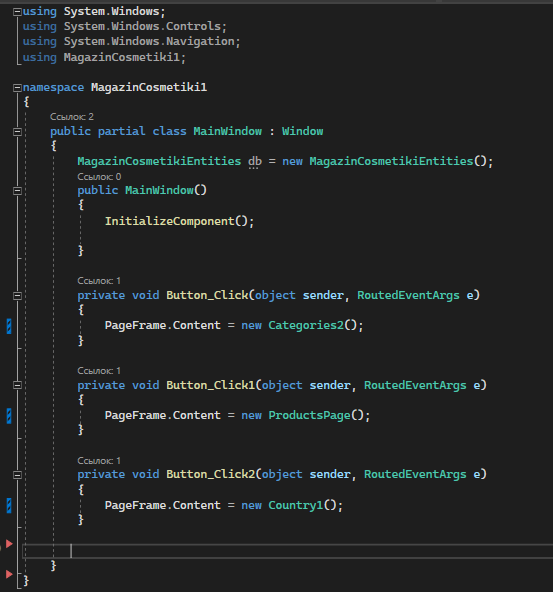 using System.Windows;
using System.Windows.Controls;
using System.Windows.Navigation;
using MagazinCosmetiki1;
namespace MagazinCosmetiki1
{
Ссылок: 2
public partial class MainWindow : Window
{
MagazinCosmetikiEntities db = new MagazinCosmetikiEntities();
Ссылок: 0
public MainWindow()
{
InitializeComponent();
}
Ссылок: 1
private void Button_Click(object sender, RoutedEventArgs e)
{
PageFrame.Content = new Categories2();
}
Ссылок: 1
private void Button_Click1(object sender, RoutedEventArgs e)
{
PageFrame.Content = new ProductsPage();
}
Ссылок: 1
private void Button_Click2(object sender, RoutedEventArgs e)
{
PageFrame.Content = new Country1();
}
}
}